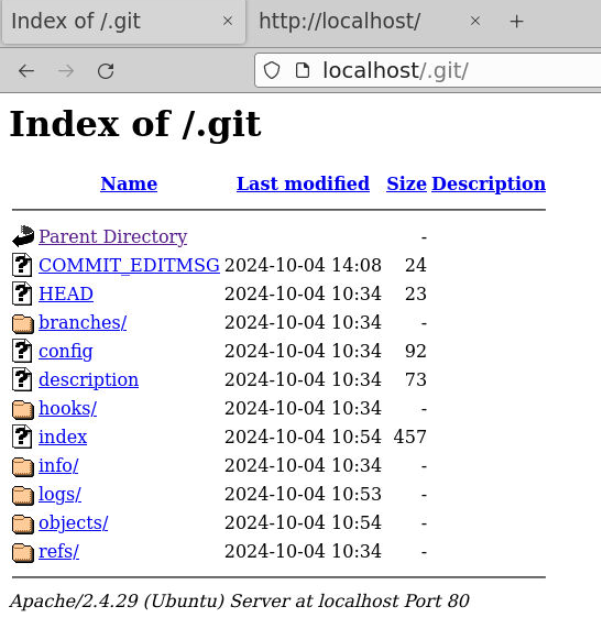 Index of /.git × http://localhost/ × +
localhost/.git/
Index of /.git
Name Last modified Size Description
Parent Directory -
COMMIT_EDITMSG 2024-10-04 14:08 24
HEAD 2024-10-04 10:34 23
branches/ 2024-10-04 10:34 -
config 2024-10-04 10:34 92
description 2024-10-04 10:34 73
hooks/ 2024-10-04 10:34 -
index 2024-10-04 10:54 457
info/ 2024-10-04 10:34 -
logs/ 2024-10-04 10:53 -
objects/ 2024-10-04 10:54 -
refs/ 2024-10-04 10:34 -
Apache/2.4.29 (Ubuntu) Server at localhost Port 80